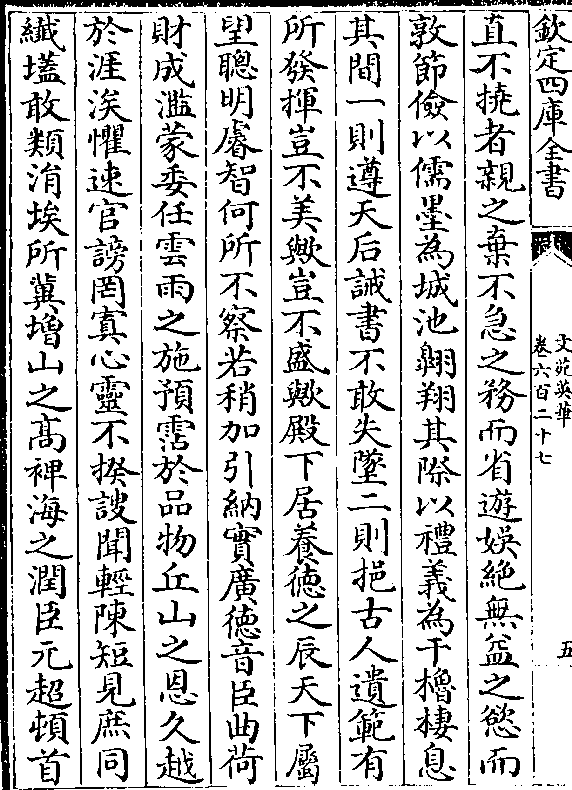 欽定四庫全書
文苑英華
卷六百二十七
五
直不撓者親之棄不急之務而省遊娛絶無益之慾而
敦節儉以儒墨為城池翺翔其際以禮義為干櫓棲息
其間一則遵天后誡書不敢失墜二則挹古人遺範有
所發揮豈不美歟豈不盛歟殿下居養德之辰天下屬
望聰明睿智何所不察若稍加引納實廣德音臣曲荷
財成濫蒙委任雲雨之施預霑於品物丘山之恩久越
於涯涘懼速官謗罔寘心靈不揆謏聞輕陳短見庶同
纎壒敢類涓埃所冀増山之髙裨海之潤臣元超頓首